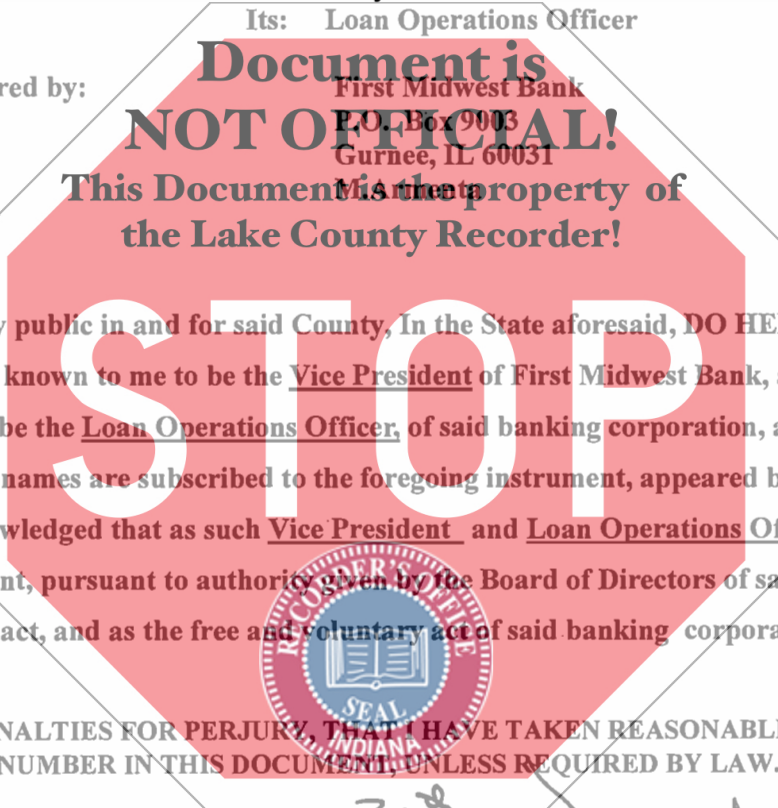 Its: Loan Operations Officer
Document is
red by: First Midwest Bank
NOT OFFICIAL!
P.O. Box 9003
Gurnee, IL 60031
This Document is the property of
M. Armenta
the Lake County Recorder!
STOP
y public in and for said County, In the State aforesaid, DO HE
known to me to be the Vice President of First Midwest Bank,
be the Loan Operations Officer, of said banking corporation, a
names are subscribed to the foregoing instrument, appeared b
wledged that as such Vice President and Loan Operations Of
nt, pursuant to authority given by the Board of Directors of sa
act, and as the free and voluntary act of said banking corpora
RECORDER'S OFFICE
SEAL
INDIANA
NALTIES FOR PERJURY, THAT I HAVE TAKEN REASONABL
NUMBER IN THIS DOCUMENT, UNLESS REQUIRED BY LAW.